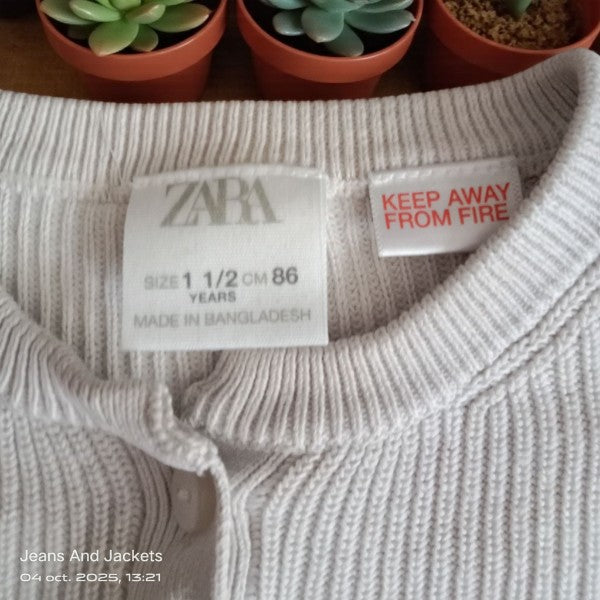 ZARA
SIZE 1 1/2 CM 86
YEARS
MADE IN BANGLADESH
KEEP AWAY
FROM FIRE
Jeans And Jackets
04 oct. 2025, 13:21